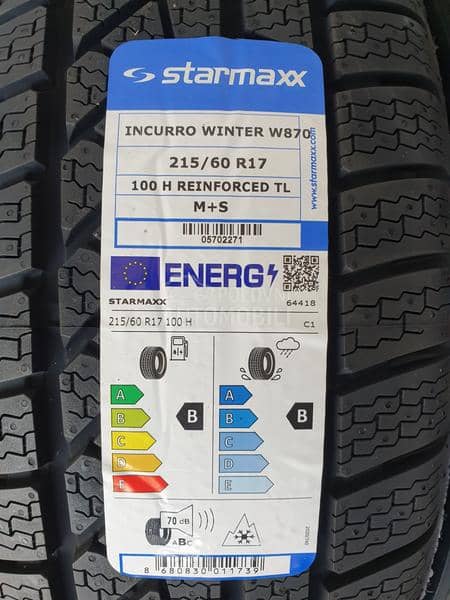 starmaxx
INCURRO WINTER W870
215/60 R17
100 H REINFORCED TL
M+S
www.starmaxx.com
05702271
ENERG
STARMAXX
64418
215/60 R17 100 H
C1
A
B
C
D
E
B
A
B
C
D
E
B
70 dB
ABC
8 680830 011739